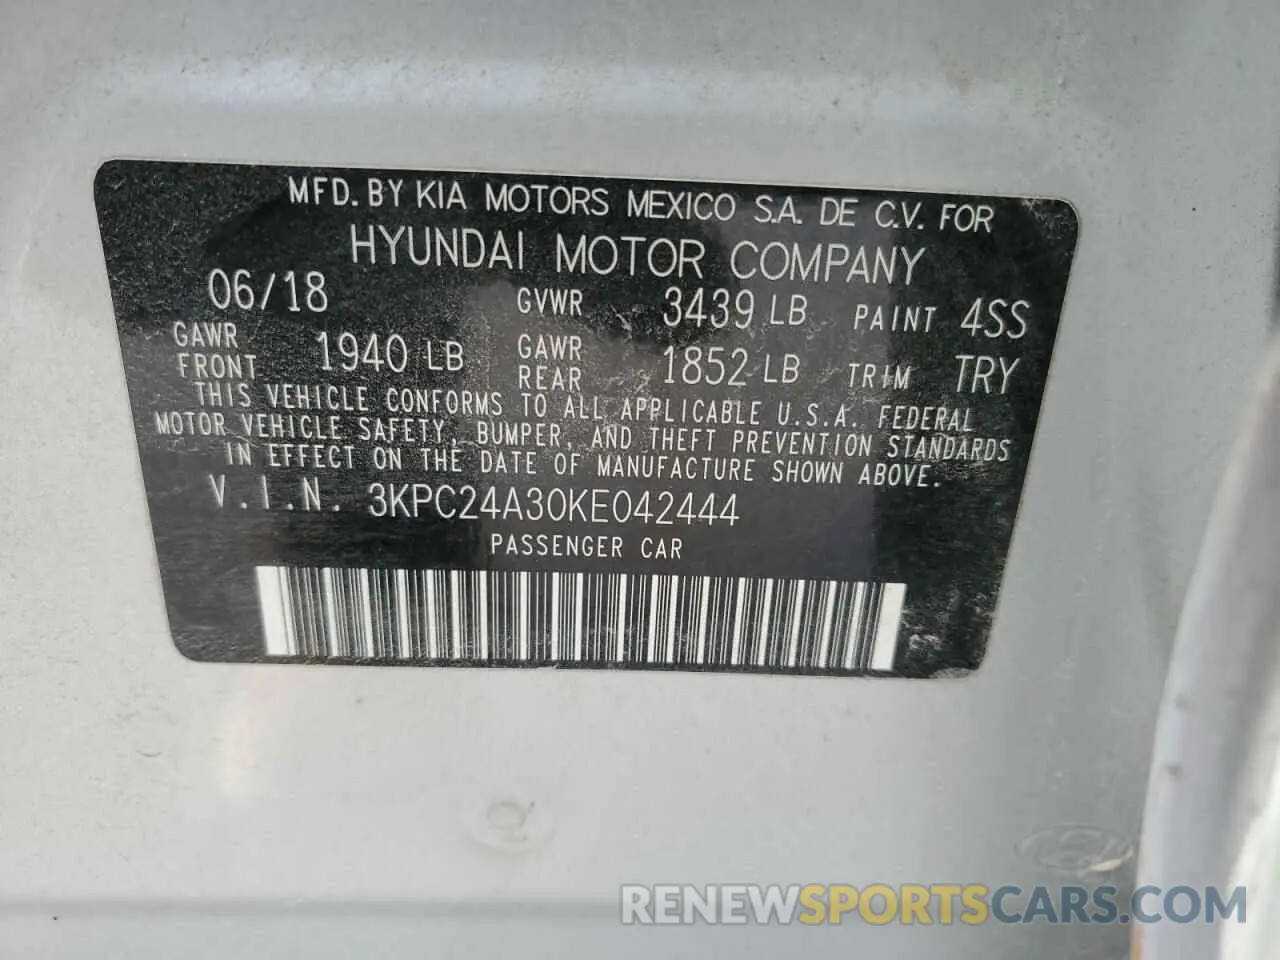 MFD. BY KIA MOTORS MEXICO S.A. DE C.V. FOR
HYUNDAI MOTOR COMPANY
06/18 GVWR 3439 LB PAINT 4SS
GAWR FRONT 1940 LB GAWR REAR 1852 LB TRIM TRY
THIS VEHICLE CONFORMS TO ALL APPLICABLE U.S.A. FEDERAL
MOTOR VEHICLE SAFETY, BUMPER, AND THEFT PREVENTION STANDARDS
IN EFFECT ON THE DATE OF MANUFACTURE SHOWN ABOVE.
V.I.N. 3KPC24A30KE042444
PASSENGER CAR
RENEWSPORTSCARS.COM